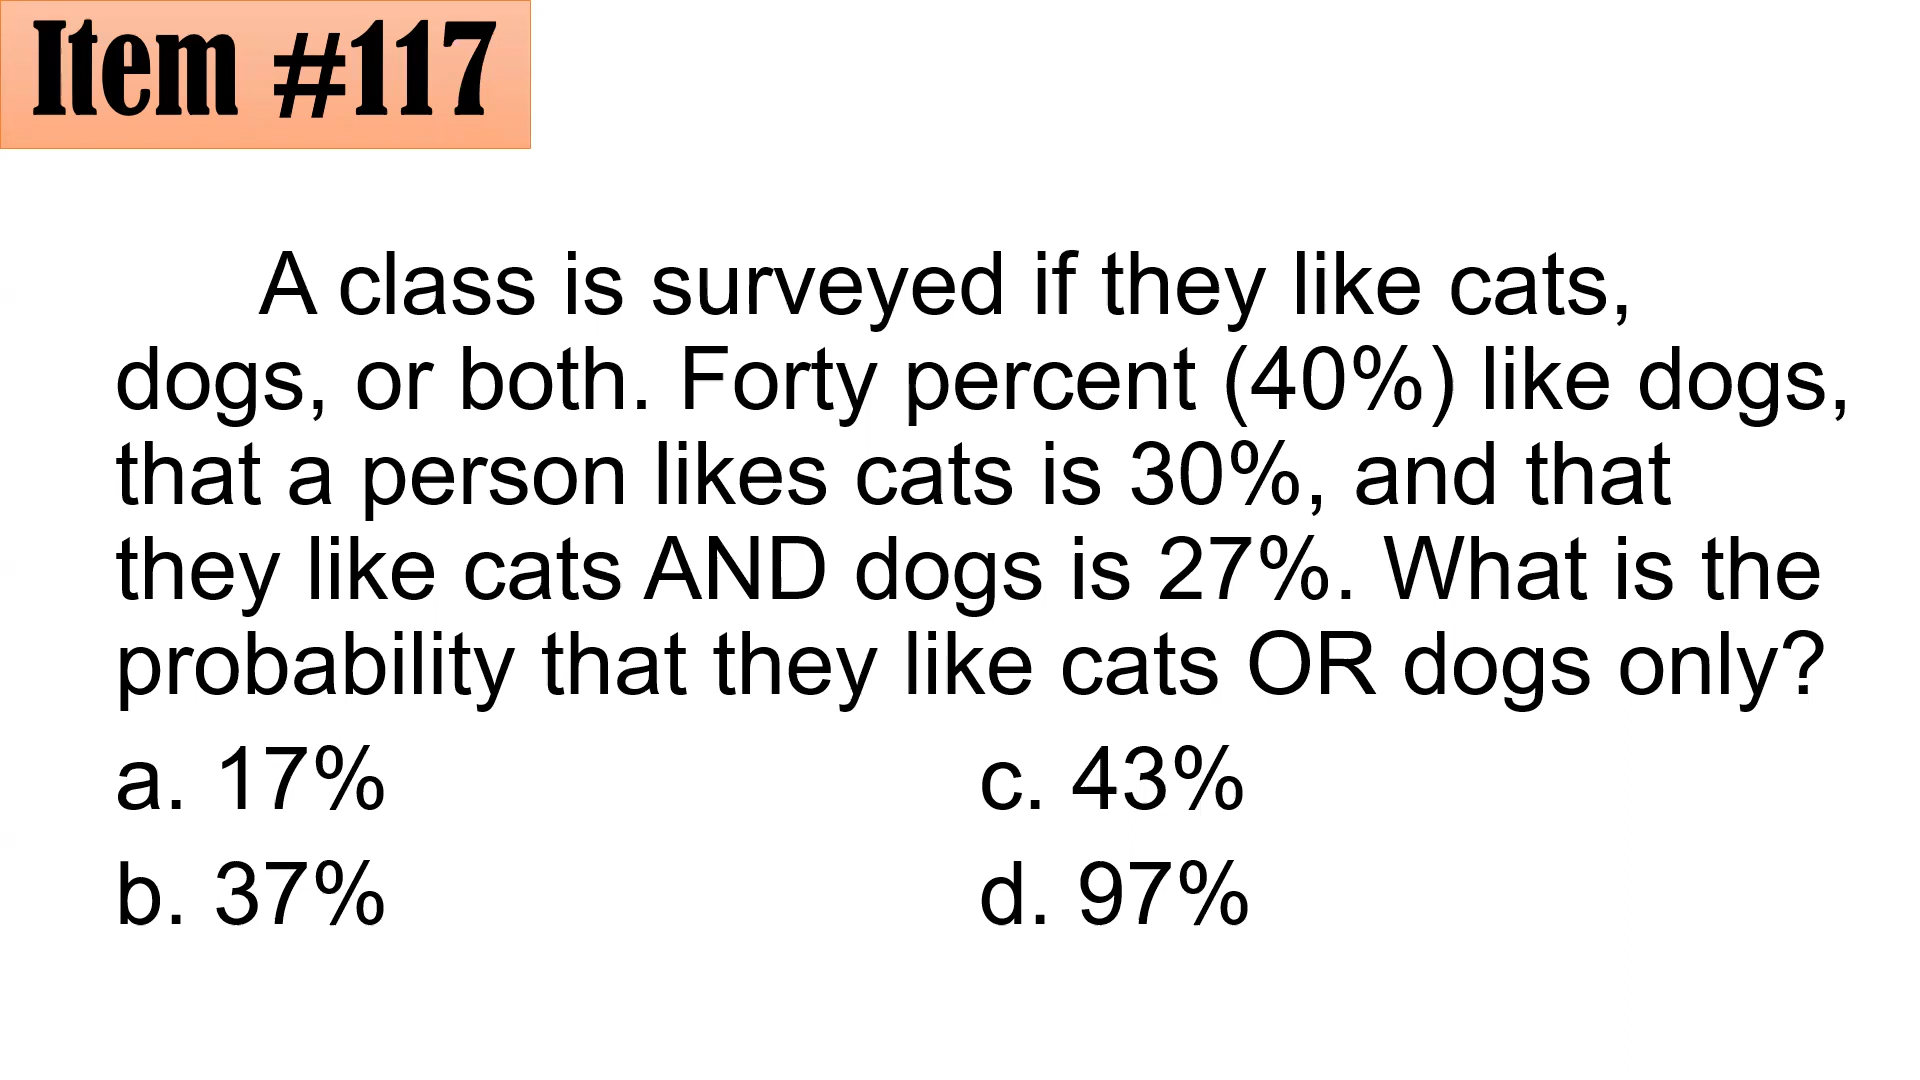 Item #117
A class is surveyed if they like cats,
dogs, or both. Forty percent (40%) like dogs,
that a person likes cats is 30%, and that
they like cats AND dogs is 27%. What is the
probability that they like cats OR dogs only?
a. 17% c. 43%
b. 37% d. 97%